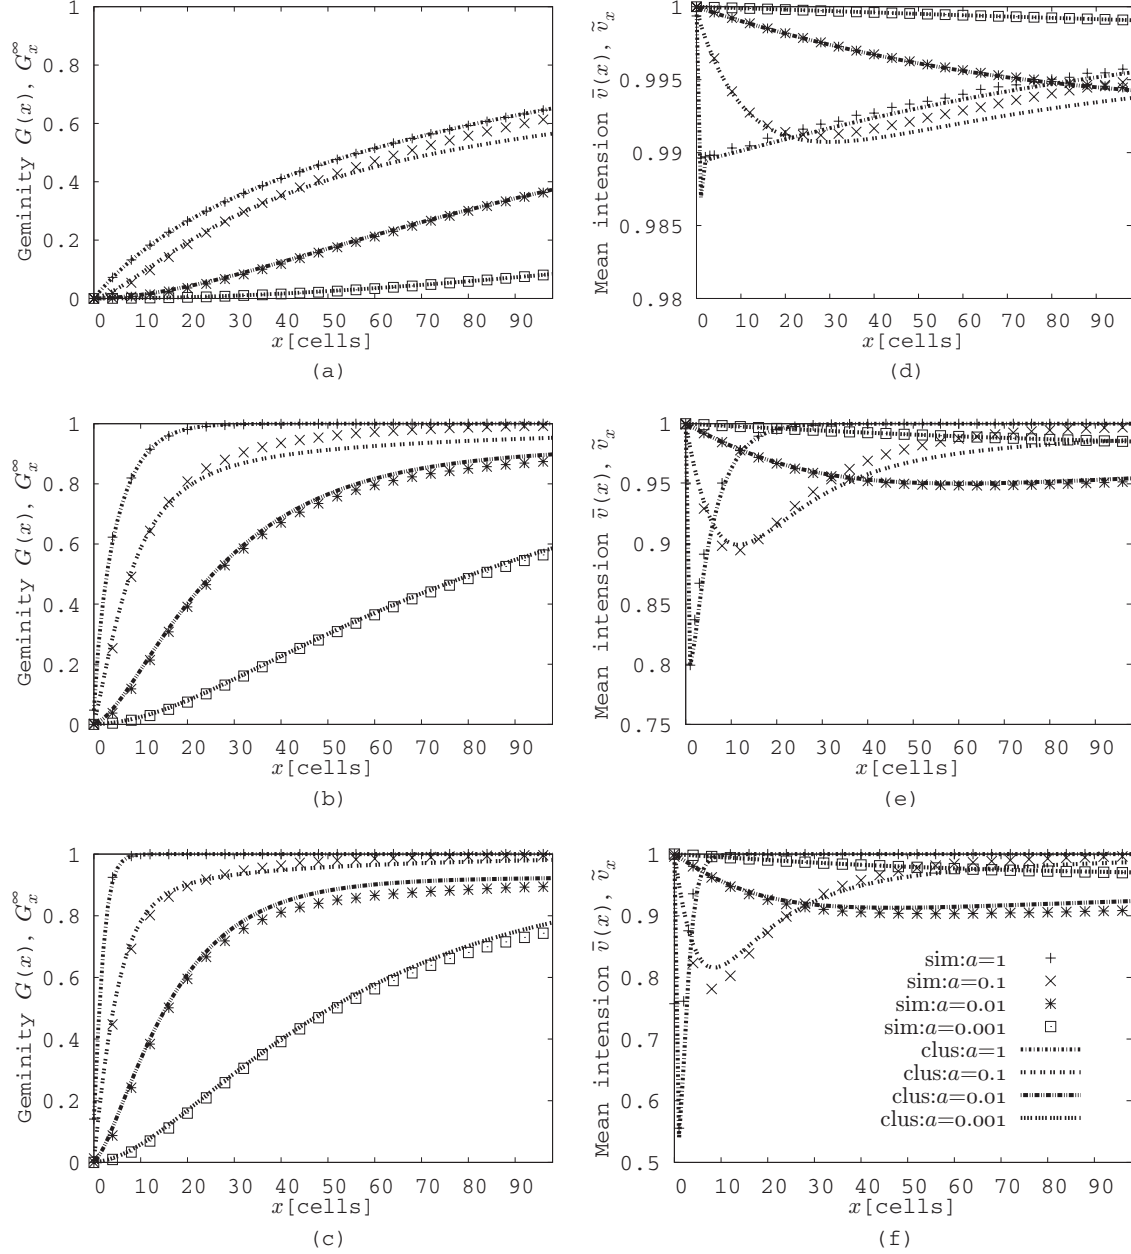 Geminity G(x), G_x^∞
1
0.8
0.6
0.4
0.2
0
0 10 20 30 40 50 60 70 80 90
x[cells]
(a)
Mean intension v̄(x), ṽ_x
1
0.995
0.99
0.985
0.98
0 10 20 30 40 50 60 70 80 90
x[cells]
(d)
Geminity G(x), G_x^∞
1
0.8
0.6
0.4
0.2
0
0 10 20 30 40 50 60 70 80 90
x[cells]
(b)
Mean intension v̄(x), ṽ_x
1
0.95
0.9
0.85
0.8
0.75
0 10 20 30 40 50 60 70 80 90
x[cells]
(e)
Geminity G(x), G_x^∞
1
0.8
0.6
0.4
0.2
0
0 10 20 30 40 50 60 70 80 90
x[cells]
(c)
Mean intension v̄(x), ṽ_x
1
0.9
0.8
0.7
0.6
0.5
0 10 20 30 40 50 60 70 80 90
x[cells]
(f)
sim:a=1
sim:a=0.1
sim:a=0.01
sim:a=0.001
clus:a=1
clus:a=0.1
clus:a=0.01
clus:a=0.001